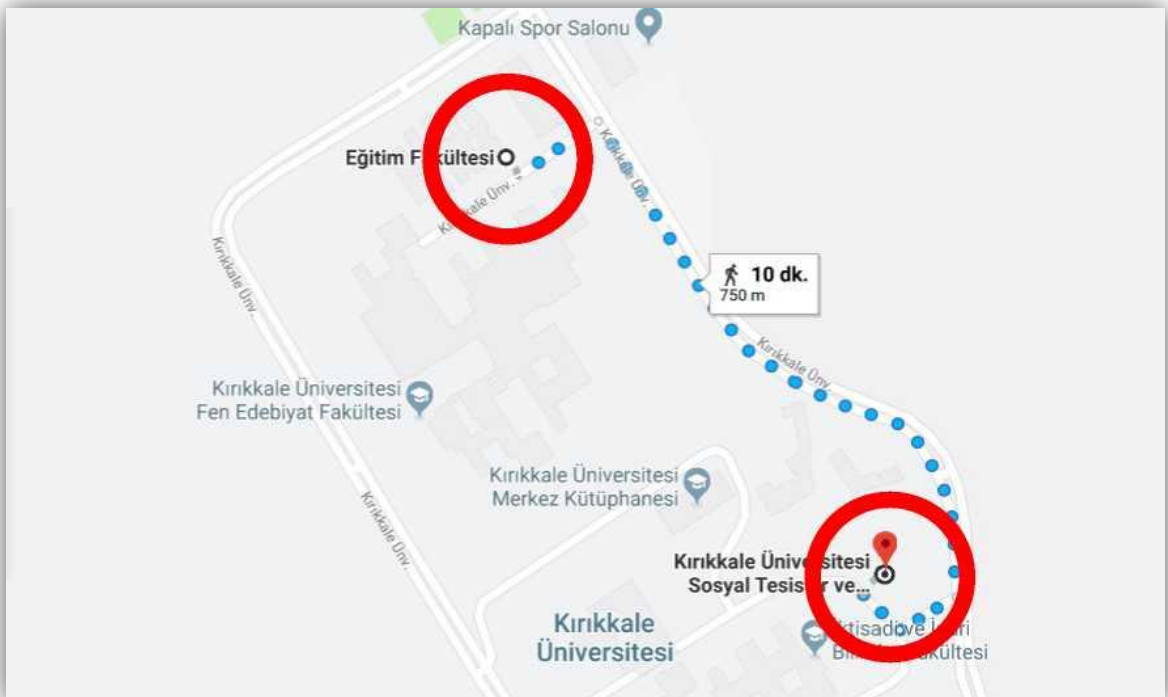 Kapalı Spor Salonu
Eğitim Fakültesi
Kırıkkale Ünv.
Kırıkkale Ünv.
Kırıkkale Ünv.
10 dk.
750 m
Kırıkkale Ünv.
Kırıkkale Üniversitesi
Fen Edebiyat Fakültesi
Kırıkkale Üniversitesi
Merkez Kütüphanesi
Kırıkkale Ünv.
Kırıkkale Üniversitesi
Sosyal Tesisler ve...
Kırıkkale
Üniversitesi
İktisadi ve İdari
Bilimler Fakültesi